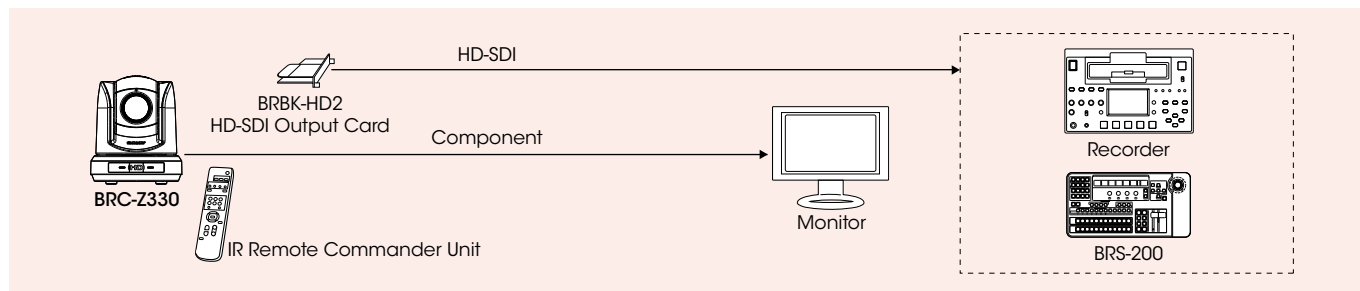 HD-SDI
BRBK-HD2
HD-SDI Output Card
Component
BRC-Z330
IR Remote Commander Unit
Monitor
Recorder
BRS-200